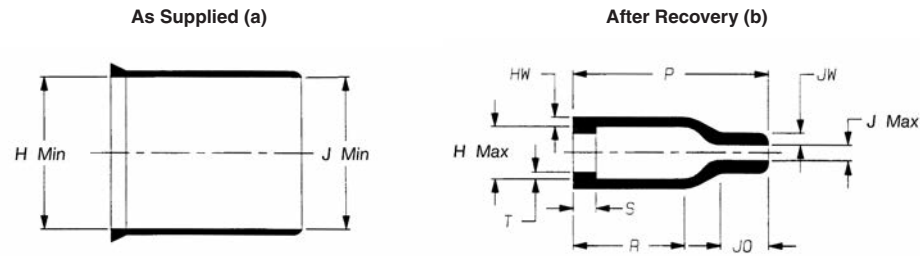 As Supplied (a)
After Recovery (b)
HW
P
JW
J Max
H Min
J Min
H Max
T
S
R
JO